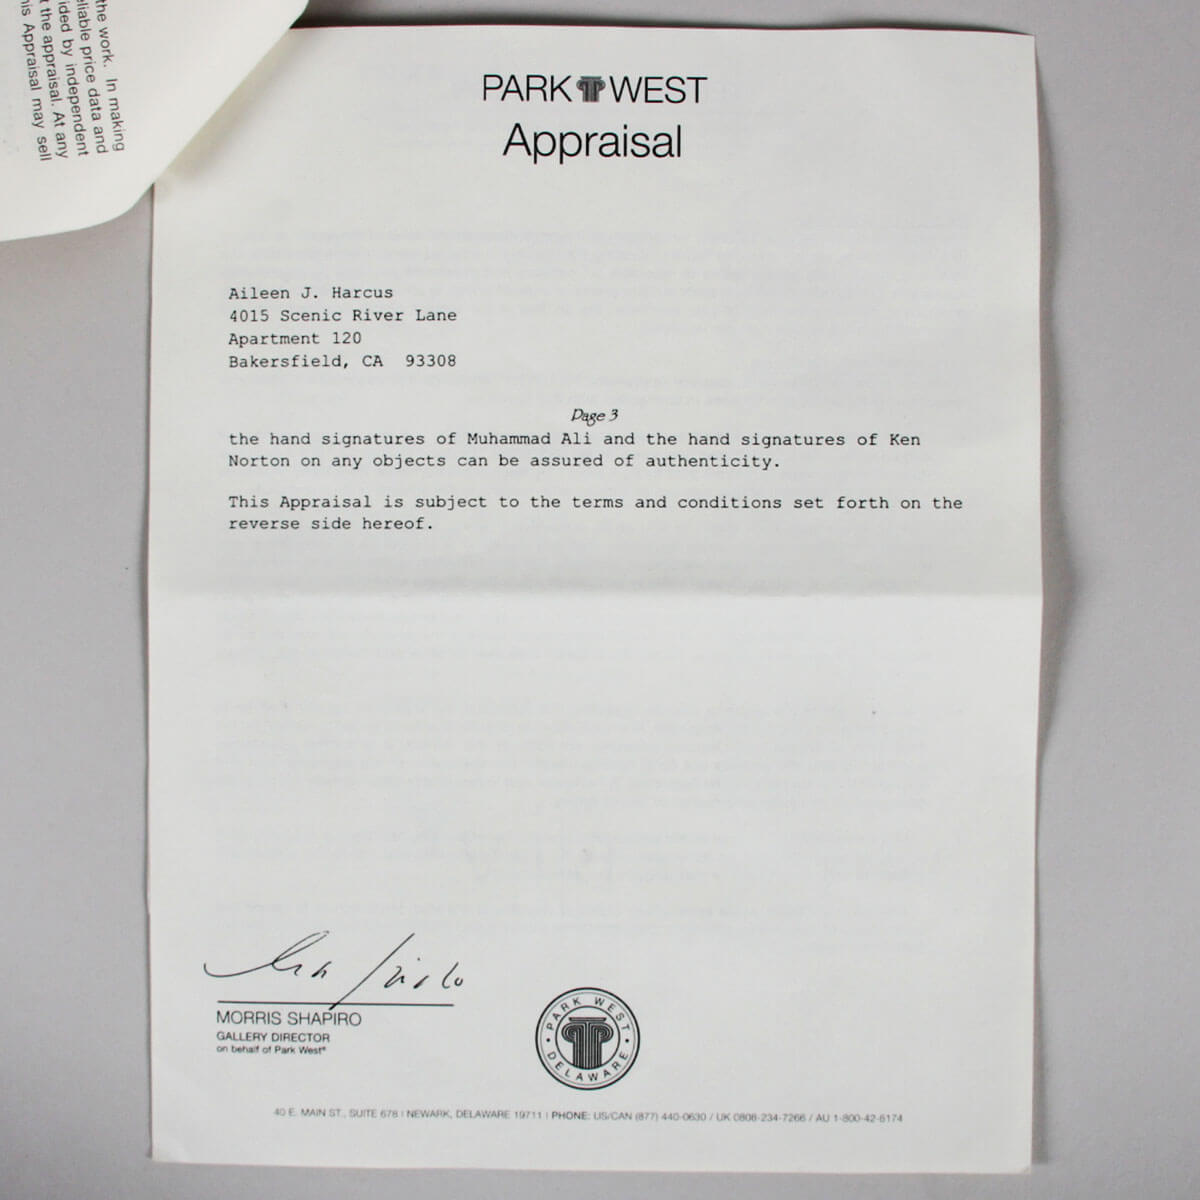 the work. In making
eliable price data and
ided by independent
t the appraisal. At any
his Appraisal may sell
PARK WEST
Appraisal
Aileen J. Harcus
4015 Scenic River Lane
Apartment 120
Bakersfield, CA 93308
Page 3
the hand signatures of Muhammad Ali and the hand signatures of Ken
Norton on any objects can be assured of authenticity.
This Appraisal is subject to the terms and conditions set forth on the
reverse side hereof.
MORRIS SHAPIRO
GALLERY DIRECTOR
on behalf of Park West®
PARK WEST
DELAWARE
40 E. MAIN ST., SUITE 678 | NEWARK, DELAWARE 19711 | PHONE: US/CAN (877) 440-0630 / UK 0808-234-7266 / AU 1-800-42-6174